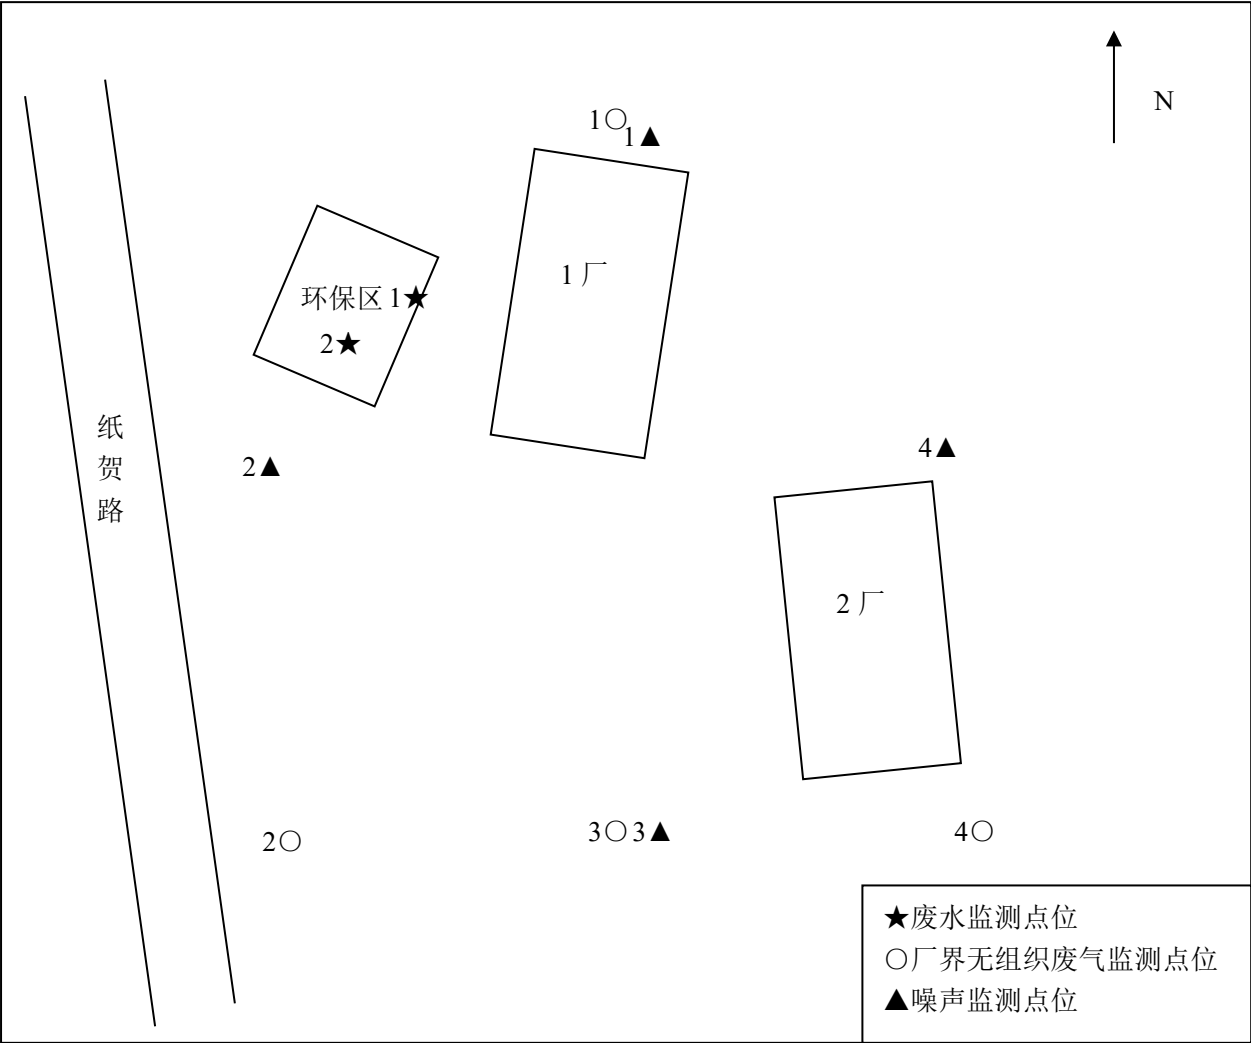 N
1○
1▲
1厂
环保区1★
2★
纸
贺
路
2▲
4▲
2厂
2○
3○3▲
4○
★废水监测点位
○厂界无组织废气监测点位
▲噪声监测点位